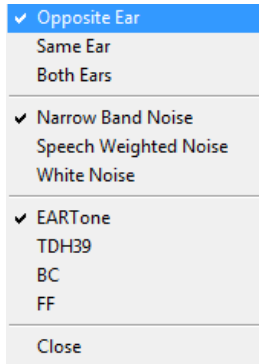 Opposite Ear
Same Ear
Both Ears
Narrow Band Noise
Speech Weighted Noise
White Noise
EARTone
TDH39
BC
FF
Close